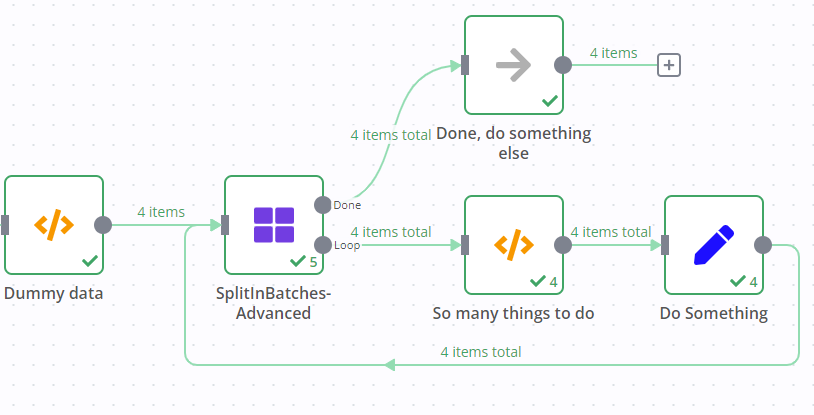 4 items
4 items total
Done, do something
else
4 items
Done
4 items total
4 items total
Loop
5
4
4
Dummy data
SplitInBatches-
Advanced
So many things to do
Do Something
4 items total